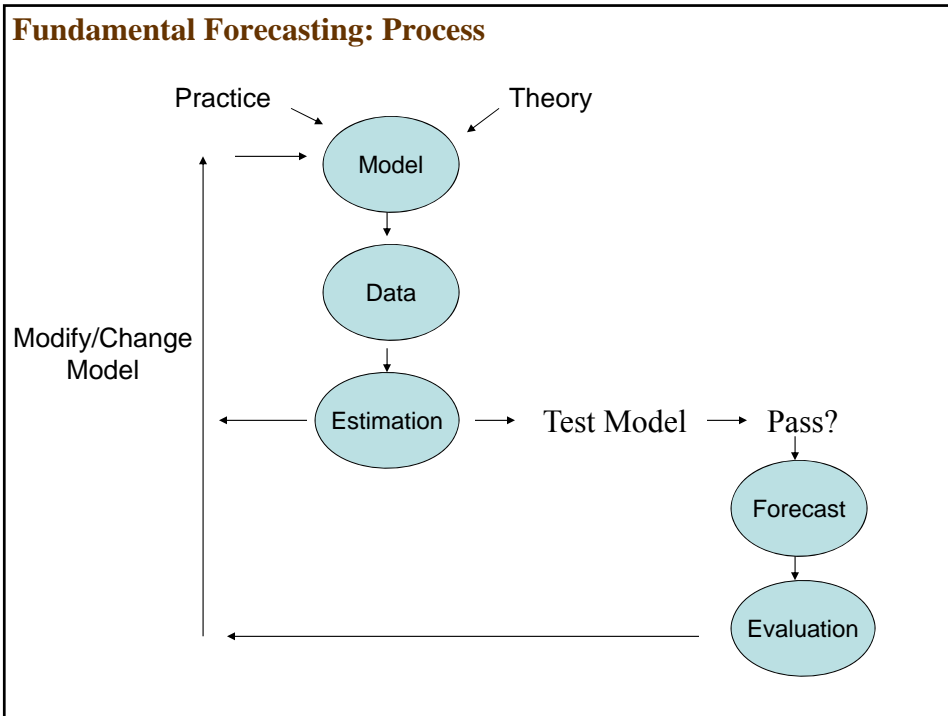 Fundamental Forecasting: Process
Practice
Theory
Model
Data
Modify/Change
Model
Estimation
Test Model
Pass?
Forecast
Evaluation